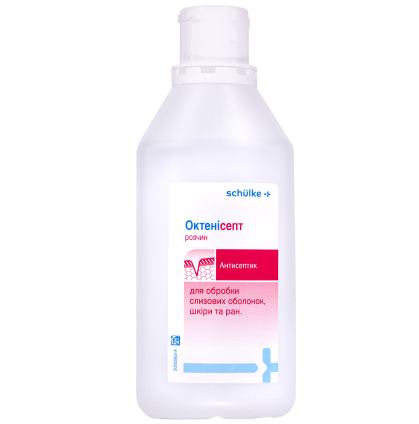 schülke
Октенісепт
розчин
Антисептик
для обробки
слизових оболонок,
шкіри та ран.